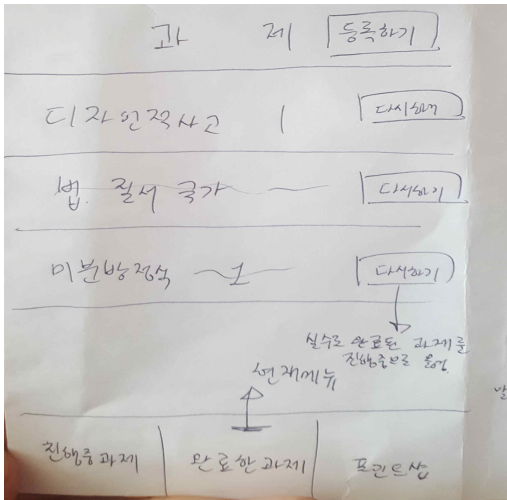 과 제 등록하기
디자인적사고 1 다시하기
법. 질서 국가 다시하기
미분방정식 1 다시하기
실수로 완료된 과제를
진행중으로 옮김
현재메뉴
진행중과제 완료한과제 프린트샵